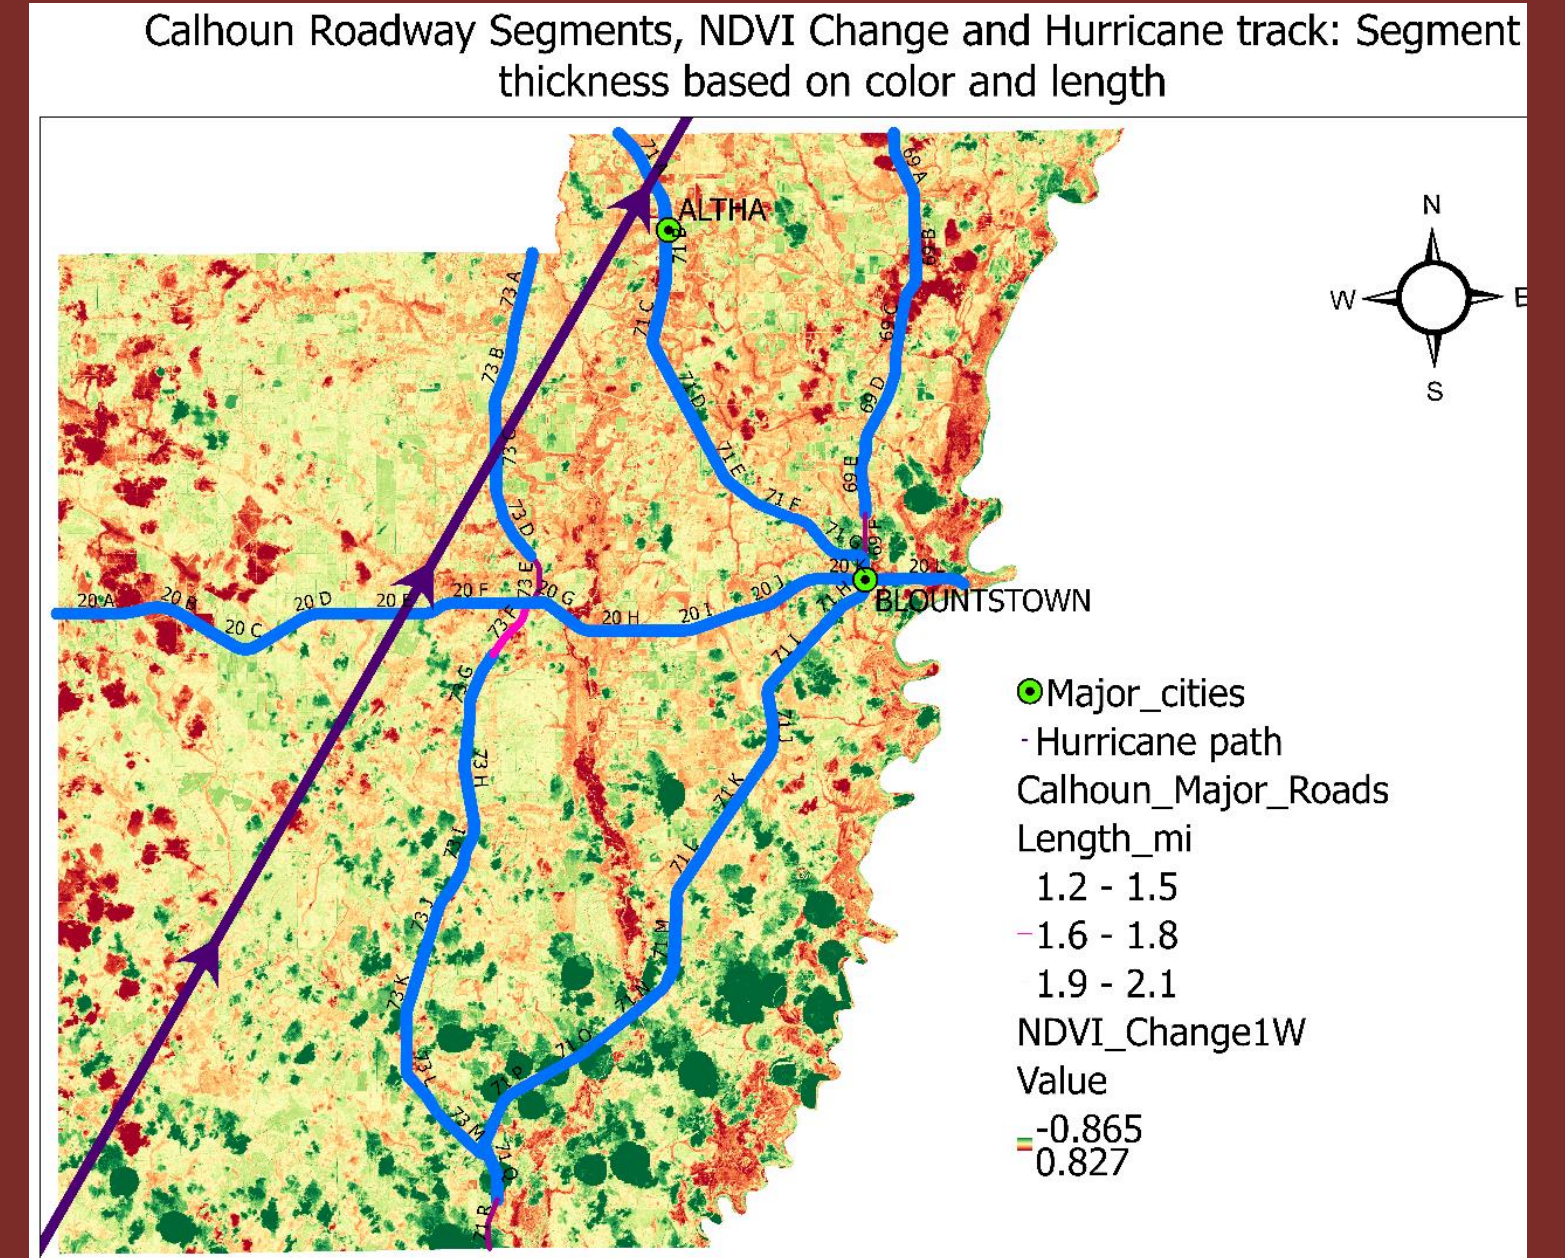 Calhoun Roadway Segments, NDVI Change and Hurricane track: Segment
thickness based on color and length
71 A
69 A
ALTHA
71 B
69 B
73 A
71 C
69 C
73 B
71 D
69 D
73 C
71 E
69 E
71 F
73 D
71 G
69 F
73 E
20 A
20 B
20 C
20 D
20 E
20 F
20 G
20 H
20 I
20 J
20 K
20 L
BLOUNTSTOWN
73 F
71 H
71 I
73 G
71 J
73 H
71 K
73 I
71 L
73 J
71 M
73 K
71 N
71 O
73 L
71 P
73 M
71 Q
71 R
N
W
E
S
Major_cities
Hurricane path
Calhoun_Major_Roads
Length_mi
1.2 - 1.5
1.6 - 1.8
1.9 - 2.1
NDVI_Change1W
Value
-0.865
0.827